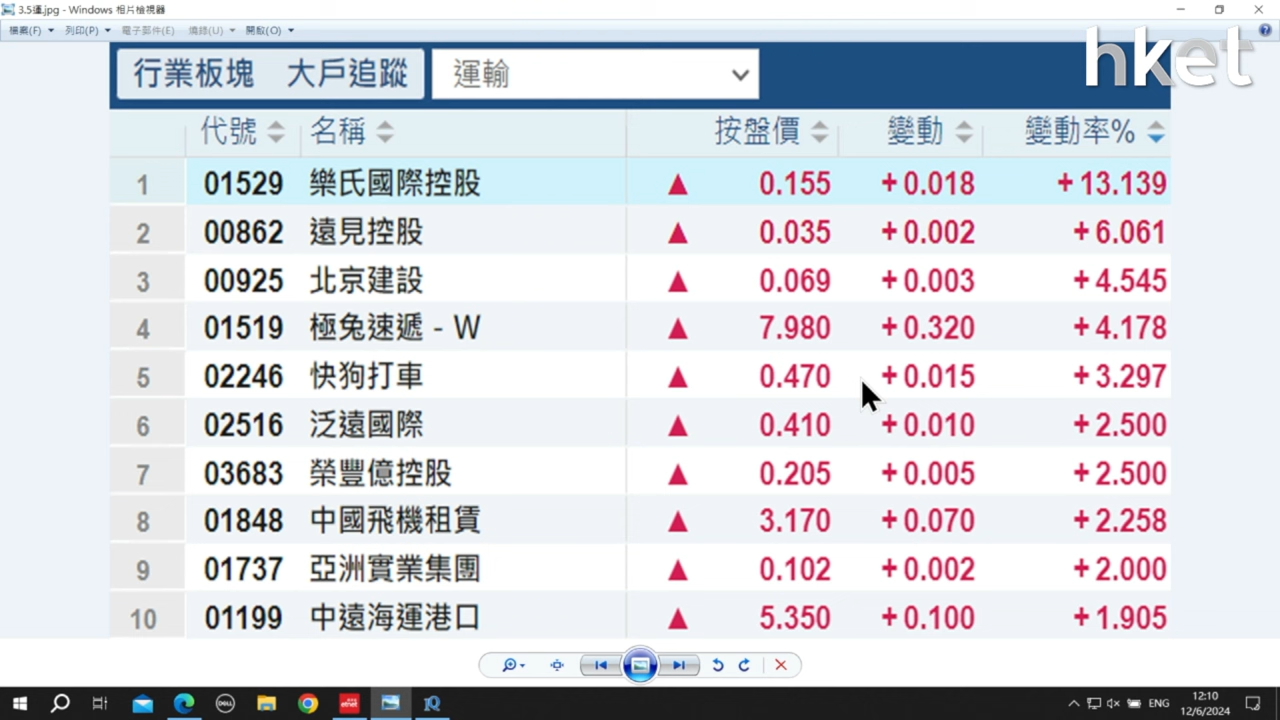 3.5運.jpg - Windows 相片檢視器
檔案(F) 列印(P) 電子郵件(E) 燒錄(U) 開啟(O)
hket
行業板塊 大戶追蹤 運輸
代號 名稱 按盤價 變動 變動率%
1 01529 樂氏國際控股 ▲ 0.155 +0.018 +13.139
2 00862 遠見控股 ▲ 0.035 +0.002 +6.061
3 00925 北京建設 ▲ 0.069 +0.003 +4.545
4 01519 極兔速遞 - W ▲ 7.980 +0.320 +4.178
5 02246 快狗打車 ▲ 0.470 +0.015 +3.297
6 02516 泛遠國際 ▲ 0.410 +0.010 +2.500
7 03683 榮豐億控股 ▲ 0.205 +0.005 +2.500
8 01848 中國飛機租賃 ▲ 3.170 +0.070 +2.258
9 01737 亞洲實業集團 ▲ 0.102 +0.002 +2.000
10 01199 中遠海運港口 ▲ 5.350 +0.100 +1.905
DELL etnet IQ ENG 12:10
12/6/2024